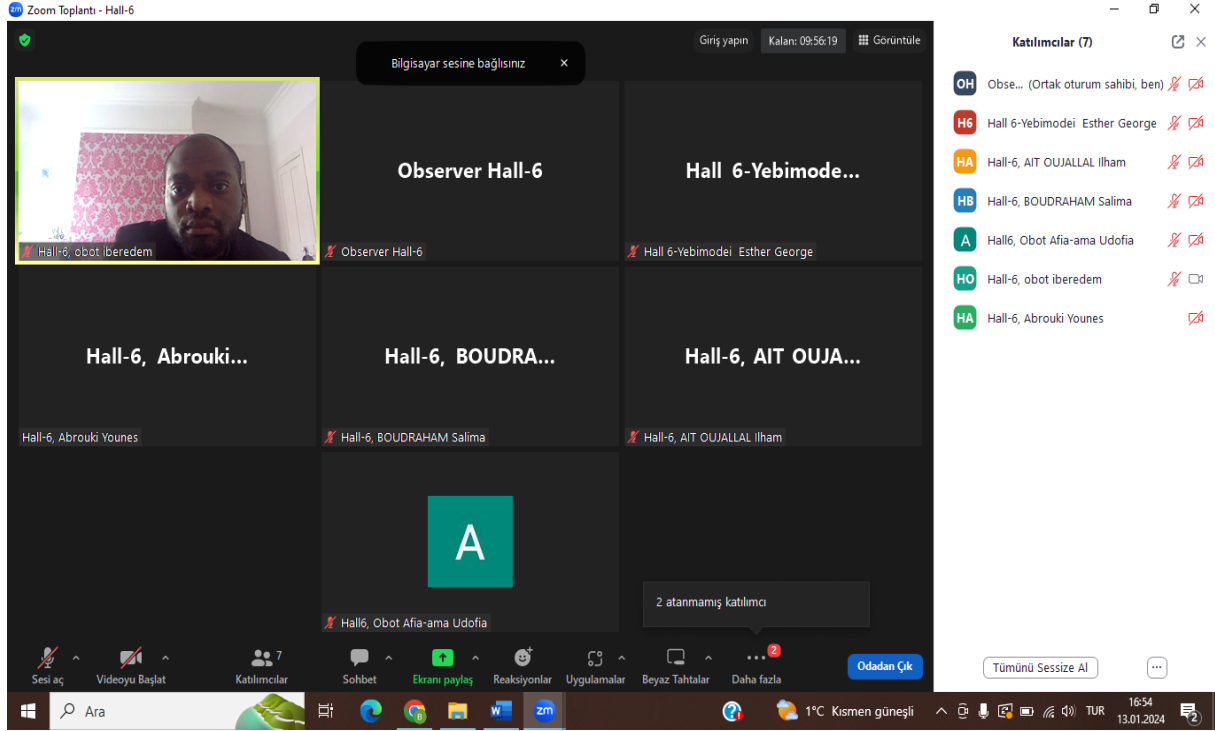 Zoom Toplantı - Hall-6
Giriş yapın
Kalan: 09:56:19
Görüntüle
Bilgisayar sesine bağlısınız
Hall-6, obot iberedem
Observer Hall-6
Observer Hall-6
Hall 6-Yebimode...
Hall 6-Yebimodei Esther George
Hall-6, Abrouki...
Hall-6, Abrouki Younes
Hall-6, BOUDRA...
Hall-6, BOUDRAHAM Salima
Hall-6, AIT OUJA...
Hall-6, AIT OUJALLAL Ilham
A
Hall6, Obot Afia-ama Udofia
2 atanmamış katılımcı
Sesi aç
Videoyu Başlat
7
Katılımcılar
Sohbet
Ekranı paylaş
Reaksiyonlar
Uygulamalar
Beyaz Tahtalar
2
Daha fazla
Odadan Çık
Katılımcılar (7)
OH Obse... (Ortak oturum sahibi, ben)
H6 Hall 6-Yebimodei Esther George
HA Hall-6, AIT OUJALLAL Ilham
HB Hall-6, BOUDRAHAM Salima
A Hall6, Obot Afia-ama Udofia
HO Hall-6, obot iberedem
HA Hall-6, Abrouki Younes
Tümünü Sessize Al
Ara
zm
1°C Kısmen güneşli
TUR
16:54
13.01.2024
2